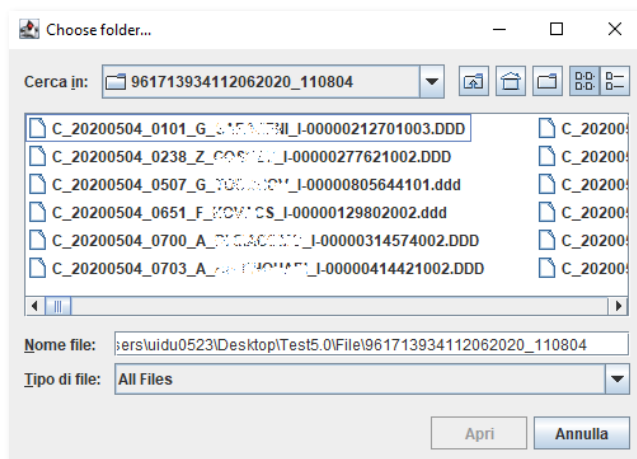 Choose folder...
Cerca in: 961713934112062020_110804
C_20200504_0101_G_ I-00000212701003.DDD
C_20200504_0238_Z_ I-00000277621002.DDD
C_20200504_0507_G_ I-00000805644101.ddd
C_20200504_0651_F_ I-00000129802002.ddd
C_20200504_0700_A_ I-00000314574002.DDD
C_20200504_0703_A_ I-00000414421002.DDD
C_20200
C_20200
C_20200
C_20200
C_20200
C_20200
Nome file: sers\uidu0523\Desktop\Test5.0\File\961713934112062020_110804
Tipo di file: All Files
Apri Annulla